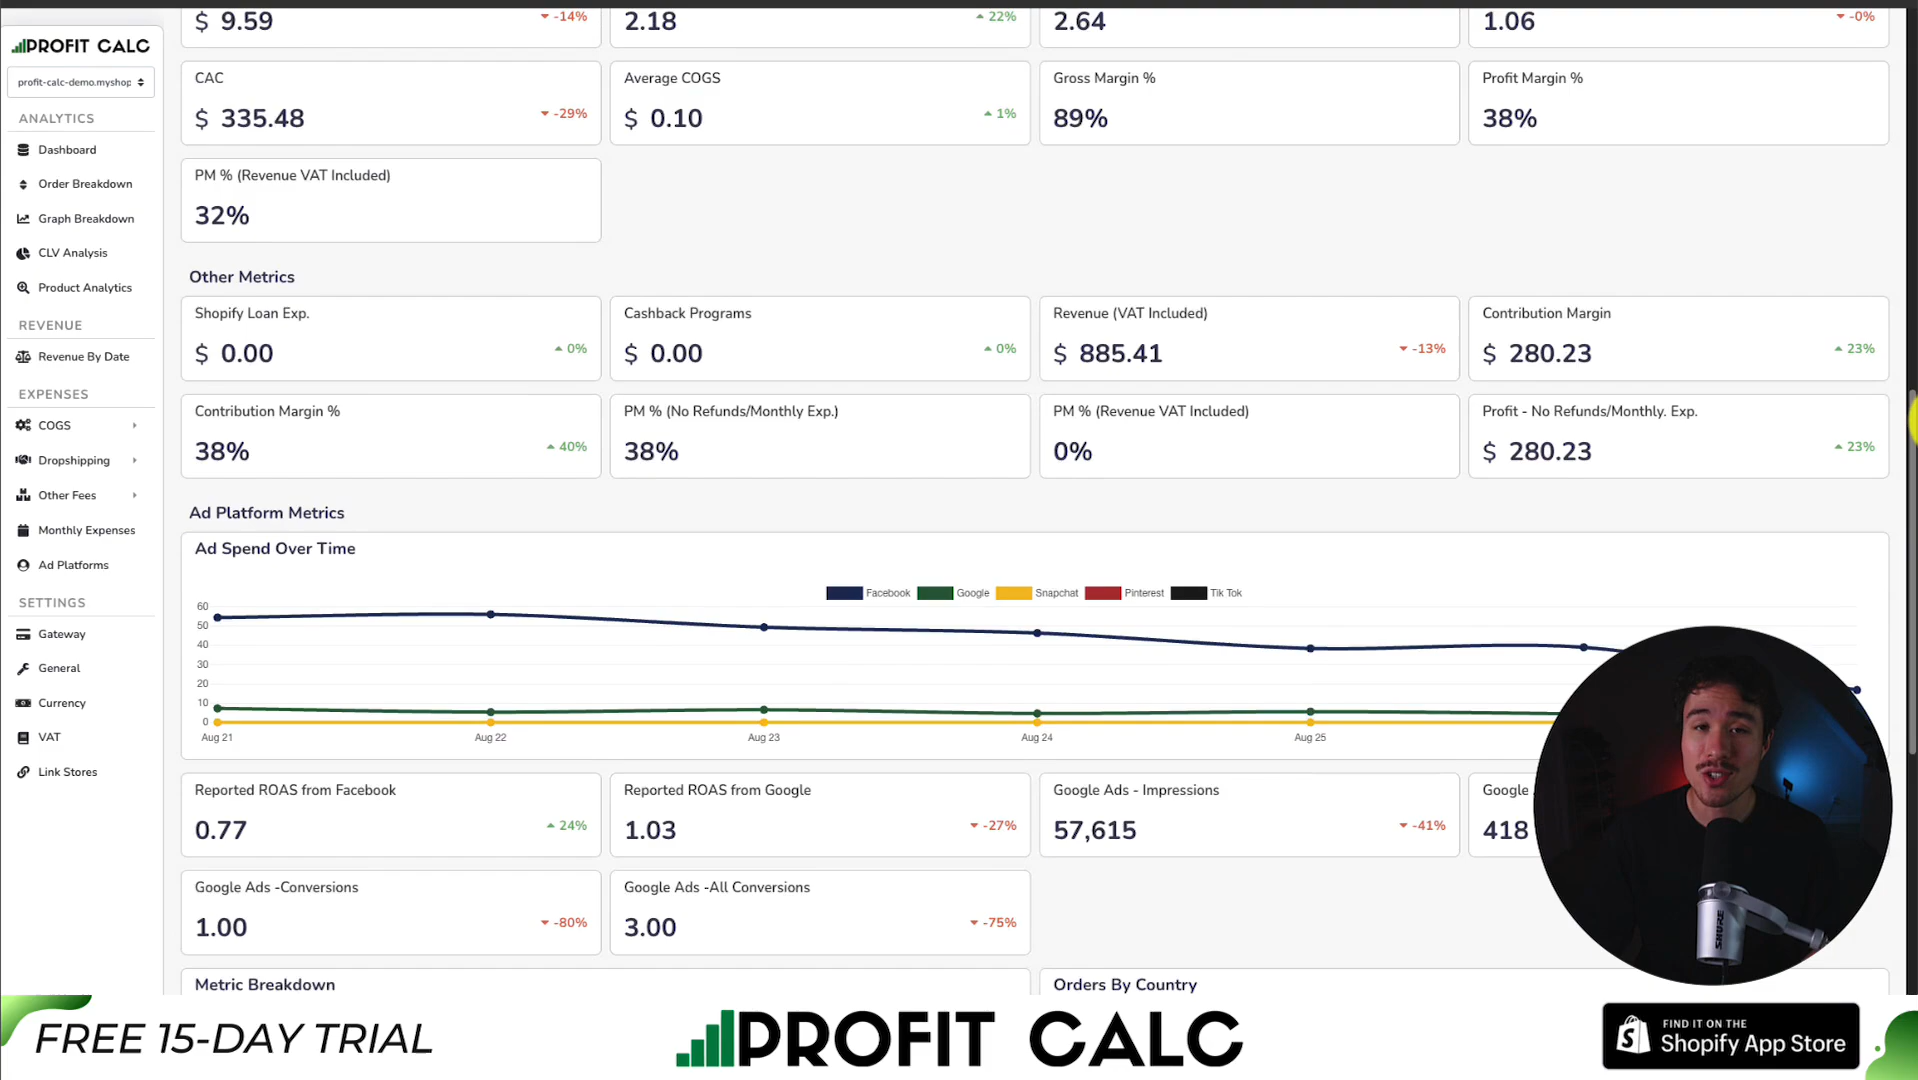 $ 9.59 -14%
2.18 22%
2.64
1.06 -0%
PROFIT CALC
profit-calc-demo.myshop
ANALYTICS
Dashboard
Order Breakdown
Graph Breakdown
CLV Analysis
Product Analytics
REVENUE
Revenue By Date
EXPENSES
COGS
Dropshipping
Other Fees
Monthly Expenses
Ad Platforms
SETTINGS
Gateway
General
Currency
VAT
Link Stores
CAC
$ 335.48 -29%
Average COGS
$ 0.10 1%
Gross Margin %
89%
Profit Margin %
38%
PM % (Revenue VAT Included)
32%
Other Metrics
Shopify Loan Exp.
$ 0.00 0%
Cashback Programs
$ 0.00 0%
Revenue (VAT Included)
$ 885.41 -13%
Contribution Margin
$ 280.23 23%
Contribution Margin %
38% 40%
PM % (No Refunds/Monthly Exp.)
38%
PM % (Revenue VAT Included)
0%
Profit - No Refunds/Monthly. Exp.
$ 280.23 23%
Ad Platform Metrics
Ad Spend Over Time
Facebook Google Snapchat Pinterest Tik Tok
60
50
40
30
20
10
0
Aug 21 Aug 22 Aug 23 Aug 24 Aug 25
Reported ROAS from Facebook
0.77 24%
Reported ROAS from Google
1.03 -27%
Google Ads - Impressions
57,615 -41%
Google
418
Google Ads -Conversions
1.00 -80%
Google Ads -All Conversions
3.00 -75%
SHURE
Metric Breakdown
Orders By Country
FREE 15-DAY TRIAL
PROFIT CALC
FIND IT ON THE
Shopify App Store